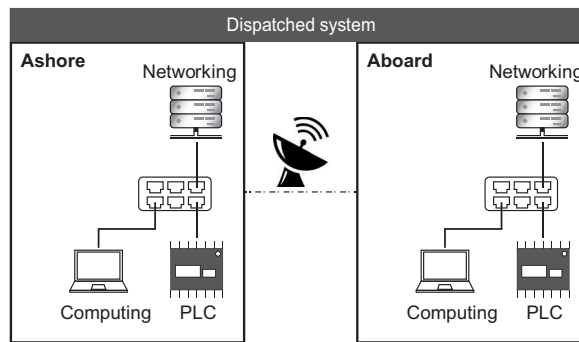 Dispatched system
Ashore
Networking
Computing
PLC
Aboard
Networking
Computing
PLC